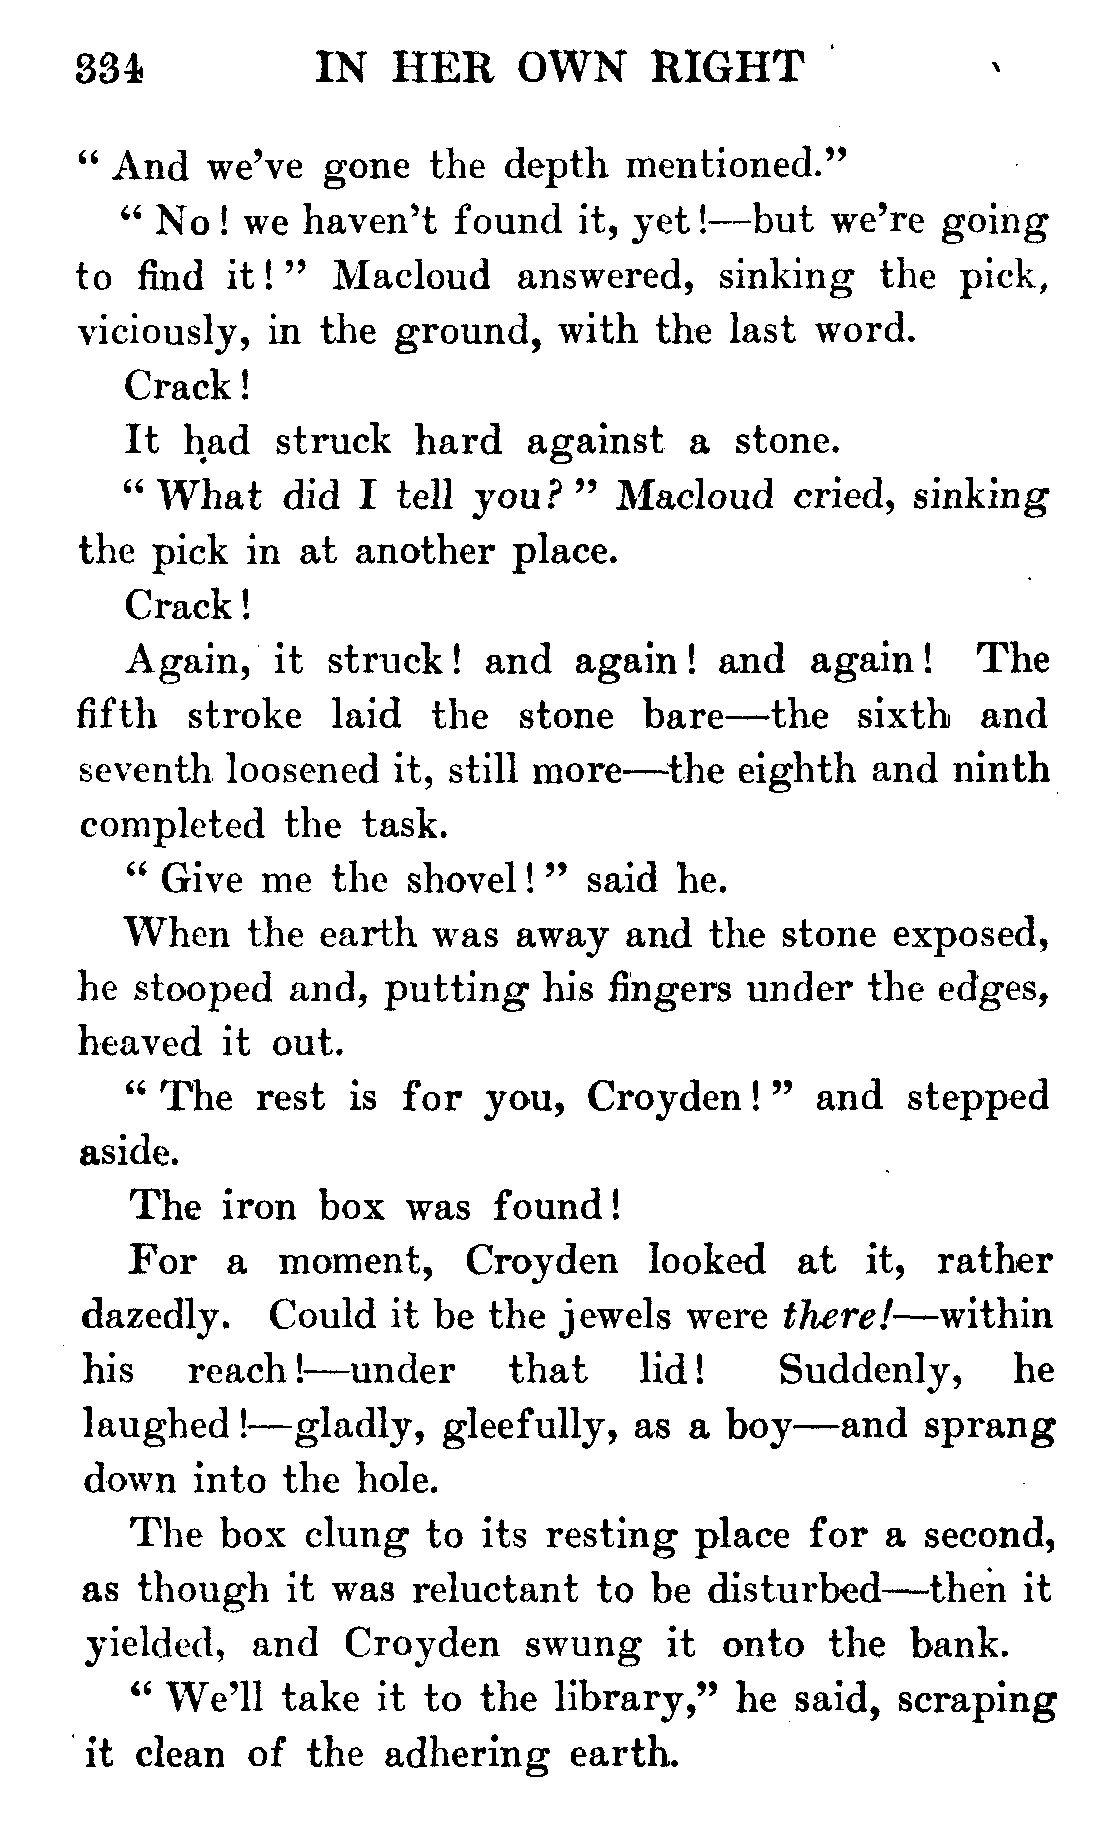 334 IN HER OWN RIGHT
" And we've gone the depth mentioned."
" No! we haven't found it, yet!—but we're going
to find it!" Macloud answered, sinking the pick,
viciously, in the ground, with the last word.
Crack!
It had struck hard against a stone.
" What did I tell you?" Macloud cried, sinking
the pick in at another place.
Crack!
Again, it struck! and again! and again! The
fifth stroke laid the stone bare—the sixth and
seventh loosened it, still more—the eighth and ninth
completed the task.
" Give me the shovel!" said he.
When the earth was away and the stone exposed,
he stooped and, putting his fingers under the edges,
heaved it out.
" The rest is for you, Croyden!" and stepped
aside.
The iron box was found!
For a moment, Croyden looked at it, rather
dazedly. Could it be the jewels were there!—within
his reach!—under that lid! Suddenly, he
laughed!—gladly, gleefully, as a boy—and sprang
down into the hole.
The box clung to its resting place for a second,
as though it was reluctant to be disturbed—then it
yielded, and Croyden swung it onto the bank.
" We'll take it to the library," he said, scraping
it clean of the adhering earth.